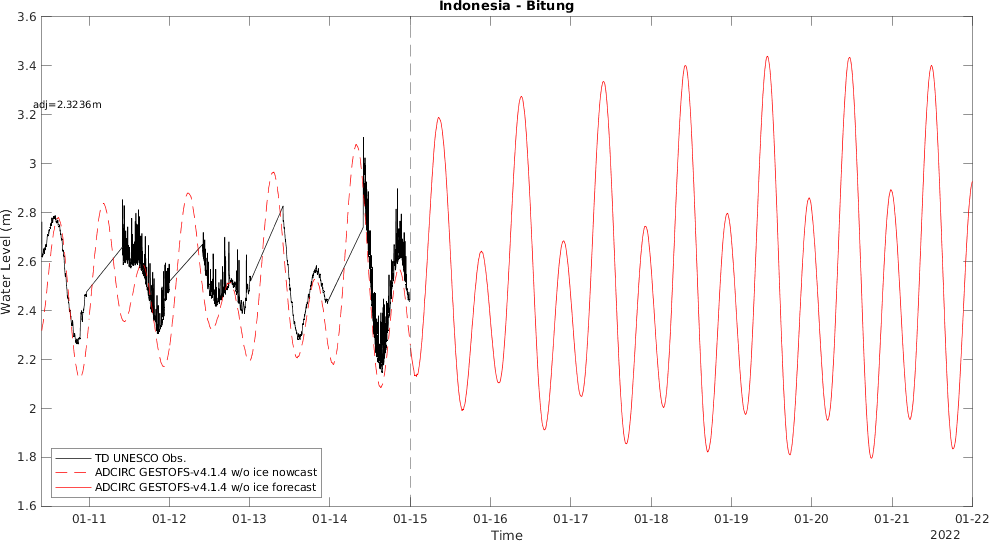 Indonesia - Bitung
Water Level (m)
3.6
3.4
adj=2.3236m
3.2
3
2.8
2.6
2.4
2.2
2
1.8
1.6
TD UNESCO Obs.
ADCIRC GESTOFS-v4.1.4 w/o ice nowcast
ADCIRC GESTOFS-v4.1.4 w/o ice forecast
01-11 01-12 01-13 01-14 01-15 01-16 01-17 01-18 01-19 01-20 01-21 01-22
Time
2022